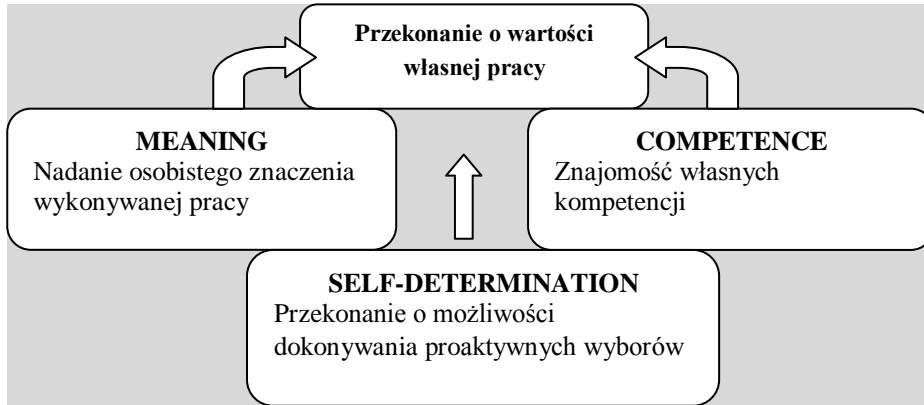 Przekonanie o wartości
własnej pracy
MEANING
Nadanie osobistego znaczenia
wykonywanej pracy
COMPETENCE
Znajomość własnych
kompetencji
SELF-DETERMINATION
Przekonanie o możliwości
dokonywania proaktywnych wyborów